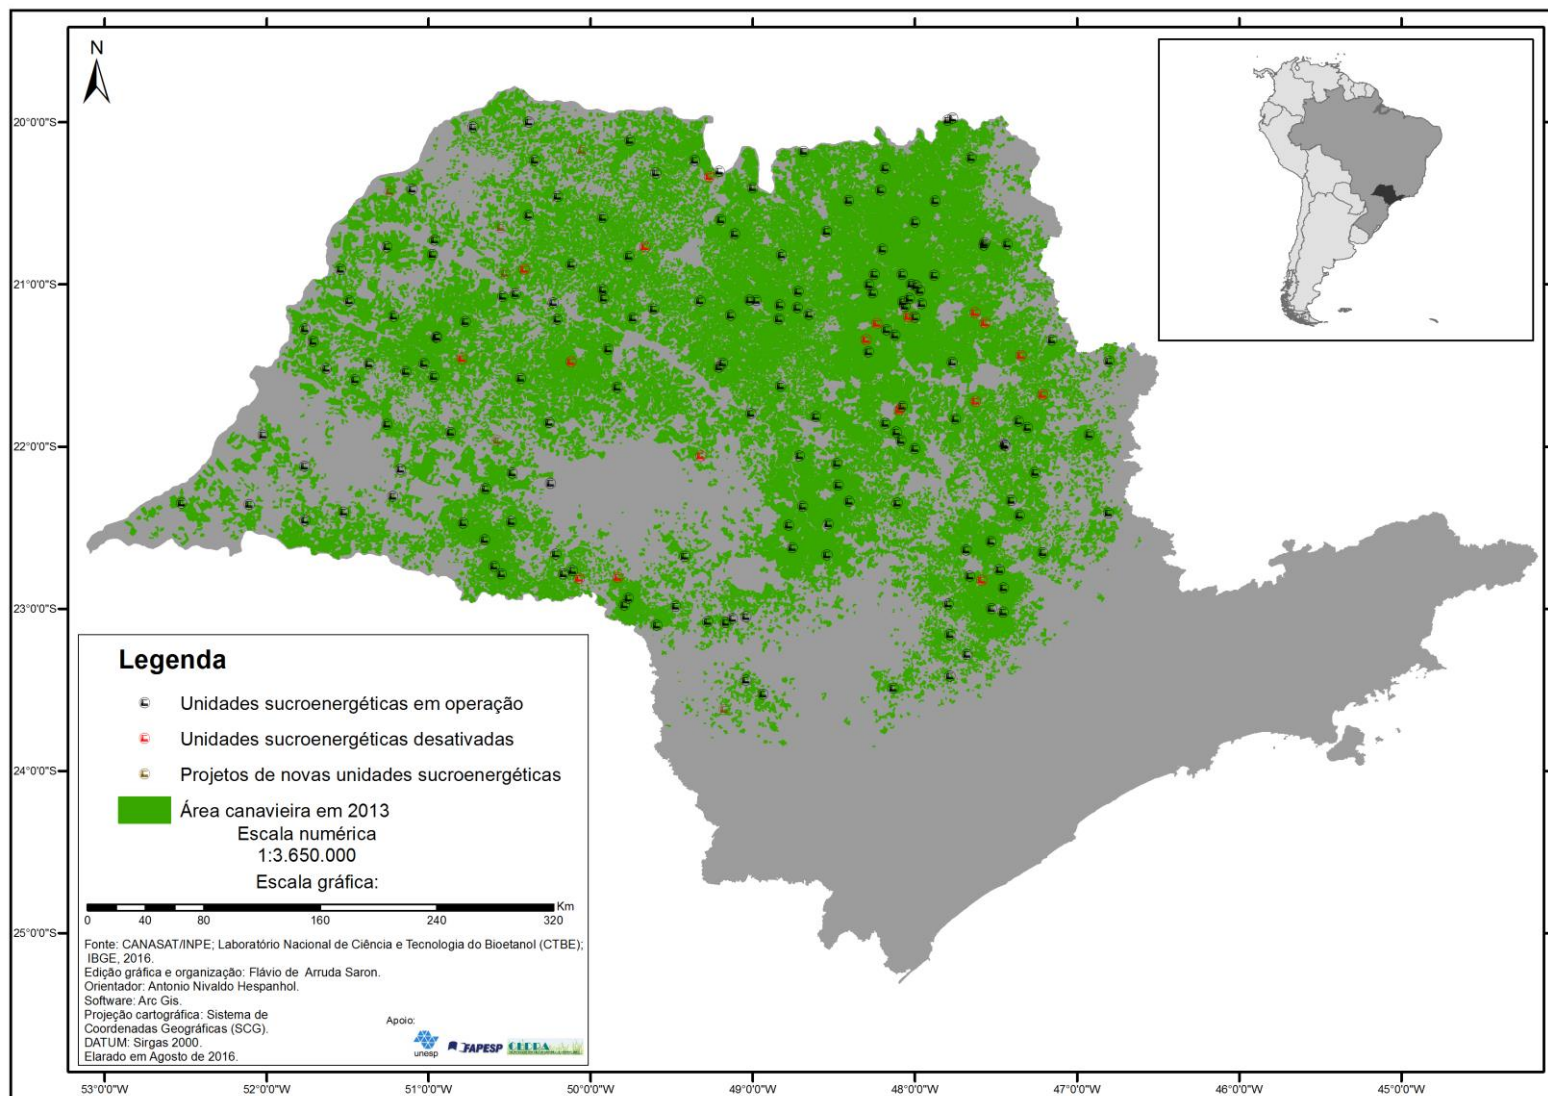 N
20°0'0"S
21°0'0"S
22°0'0"S
23°0'0"S
24°0'0"S
25°0'0"S
Legenda
Unidades sucroenergéticas em operação
Unidades sucroenergéticas desativadas
Projetos de novas unidades sucroenergéticas
Área canavieira em 2013
Escala numérica
1:3.650.000
Escala gráfica:
Km
0 40 80 160 240 320
Fonte: CANASAT/INPE; Laboratório Nacional de Ciência e Tecnologia do Bioetanol (CTBE);
IBGE, 2016.
Edição gráfica e organização: Flávio de Arruda Saron.
Orientador: Antonio Nivaldo Hespanhol.
Software: Arc Gis.
Projeção cartográfica: Sistema de
Coordenadas Geográficas (SCG).
DATUM: Sirgas 2000.
Elarado em Agosto de 2016.
Apoio:
unesp
FAPESP
53°0'0"W 52°0'0"W 51°0'0"W 50°0'0"W 49°0'0"W 48°0'0"W 47°0'0"W 46°0'0"W 45°0'0"W